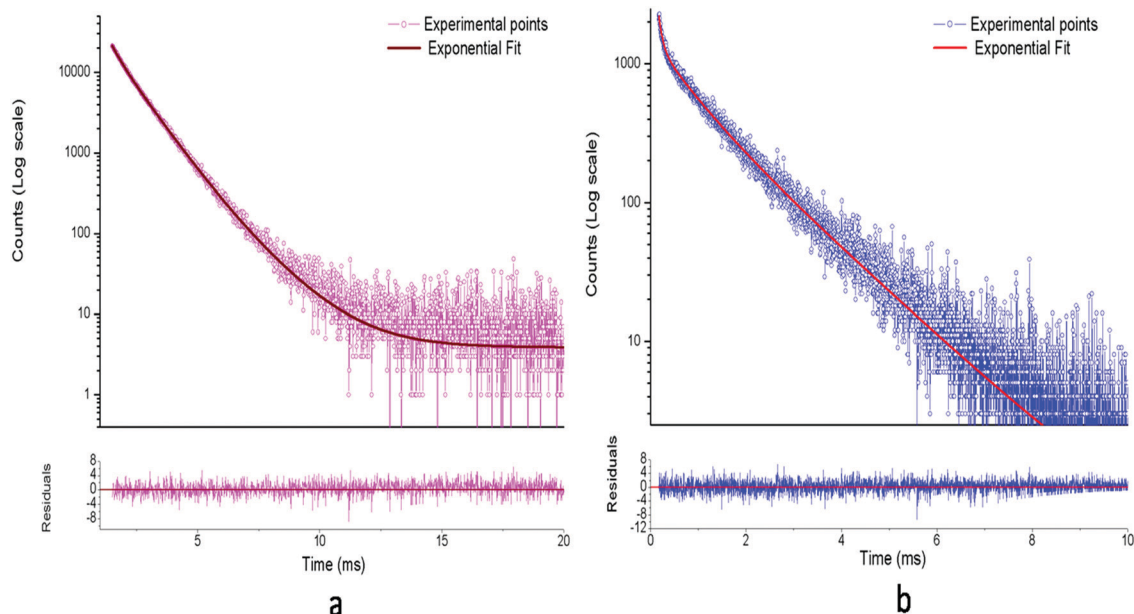 Experimental points
Exponential Fit
10000
1000
100
10
1
Counts (Log scale)
8
4
0
-4
-8
Residuals
5
10
15
20
Time (ms)
a
Experimental points
Exponential Fit
1000
100
10
Counts (Log scale)
8
4
0
-4
-8
-12
Residuals
0
2
4
6
8
10
Time (ms)
b